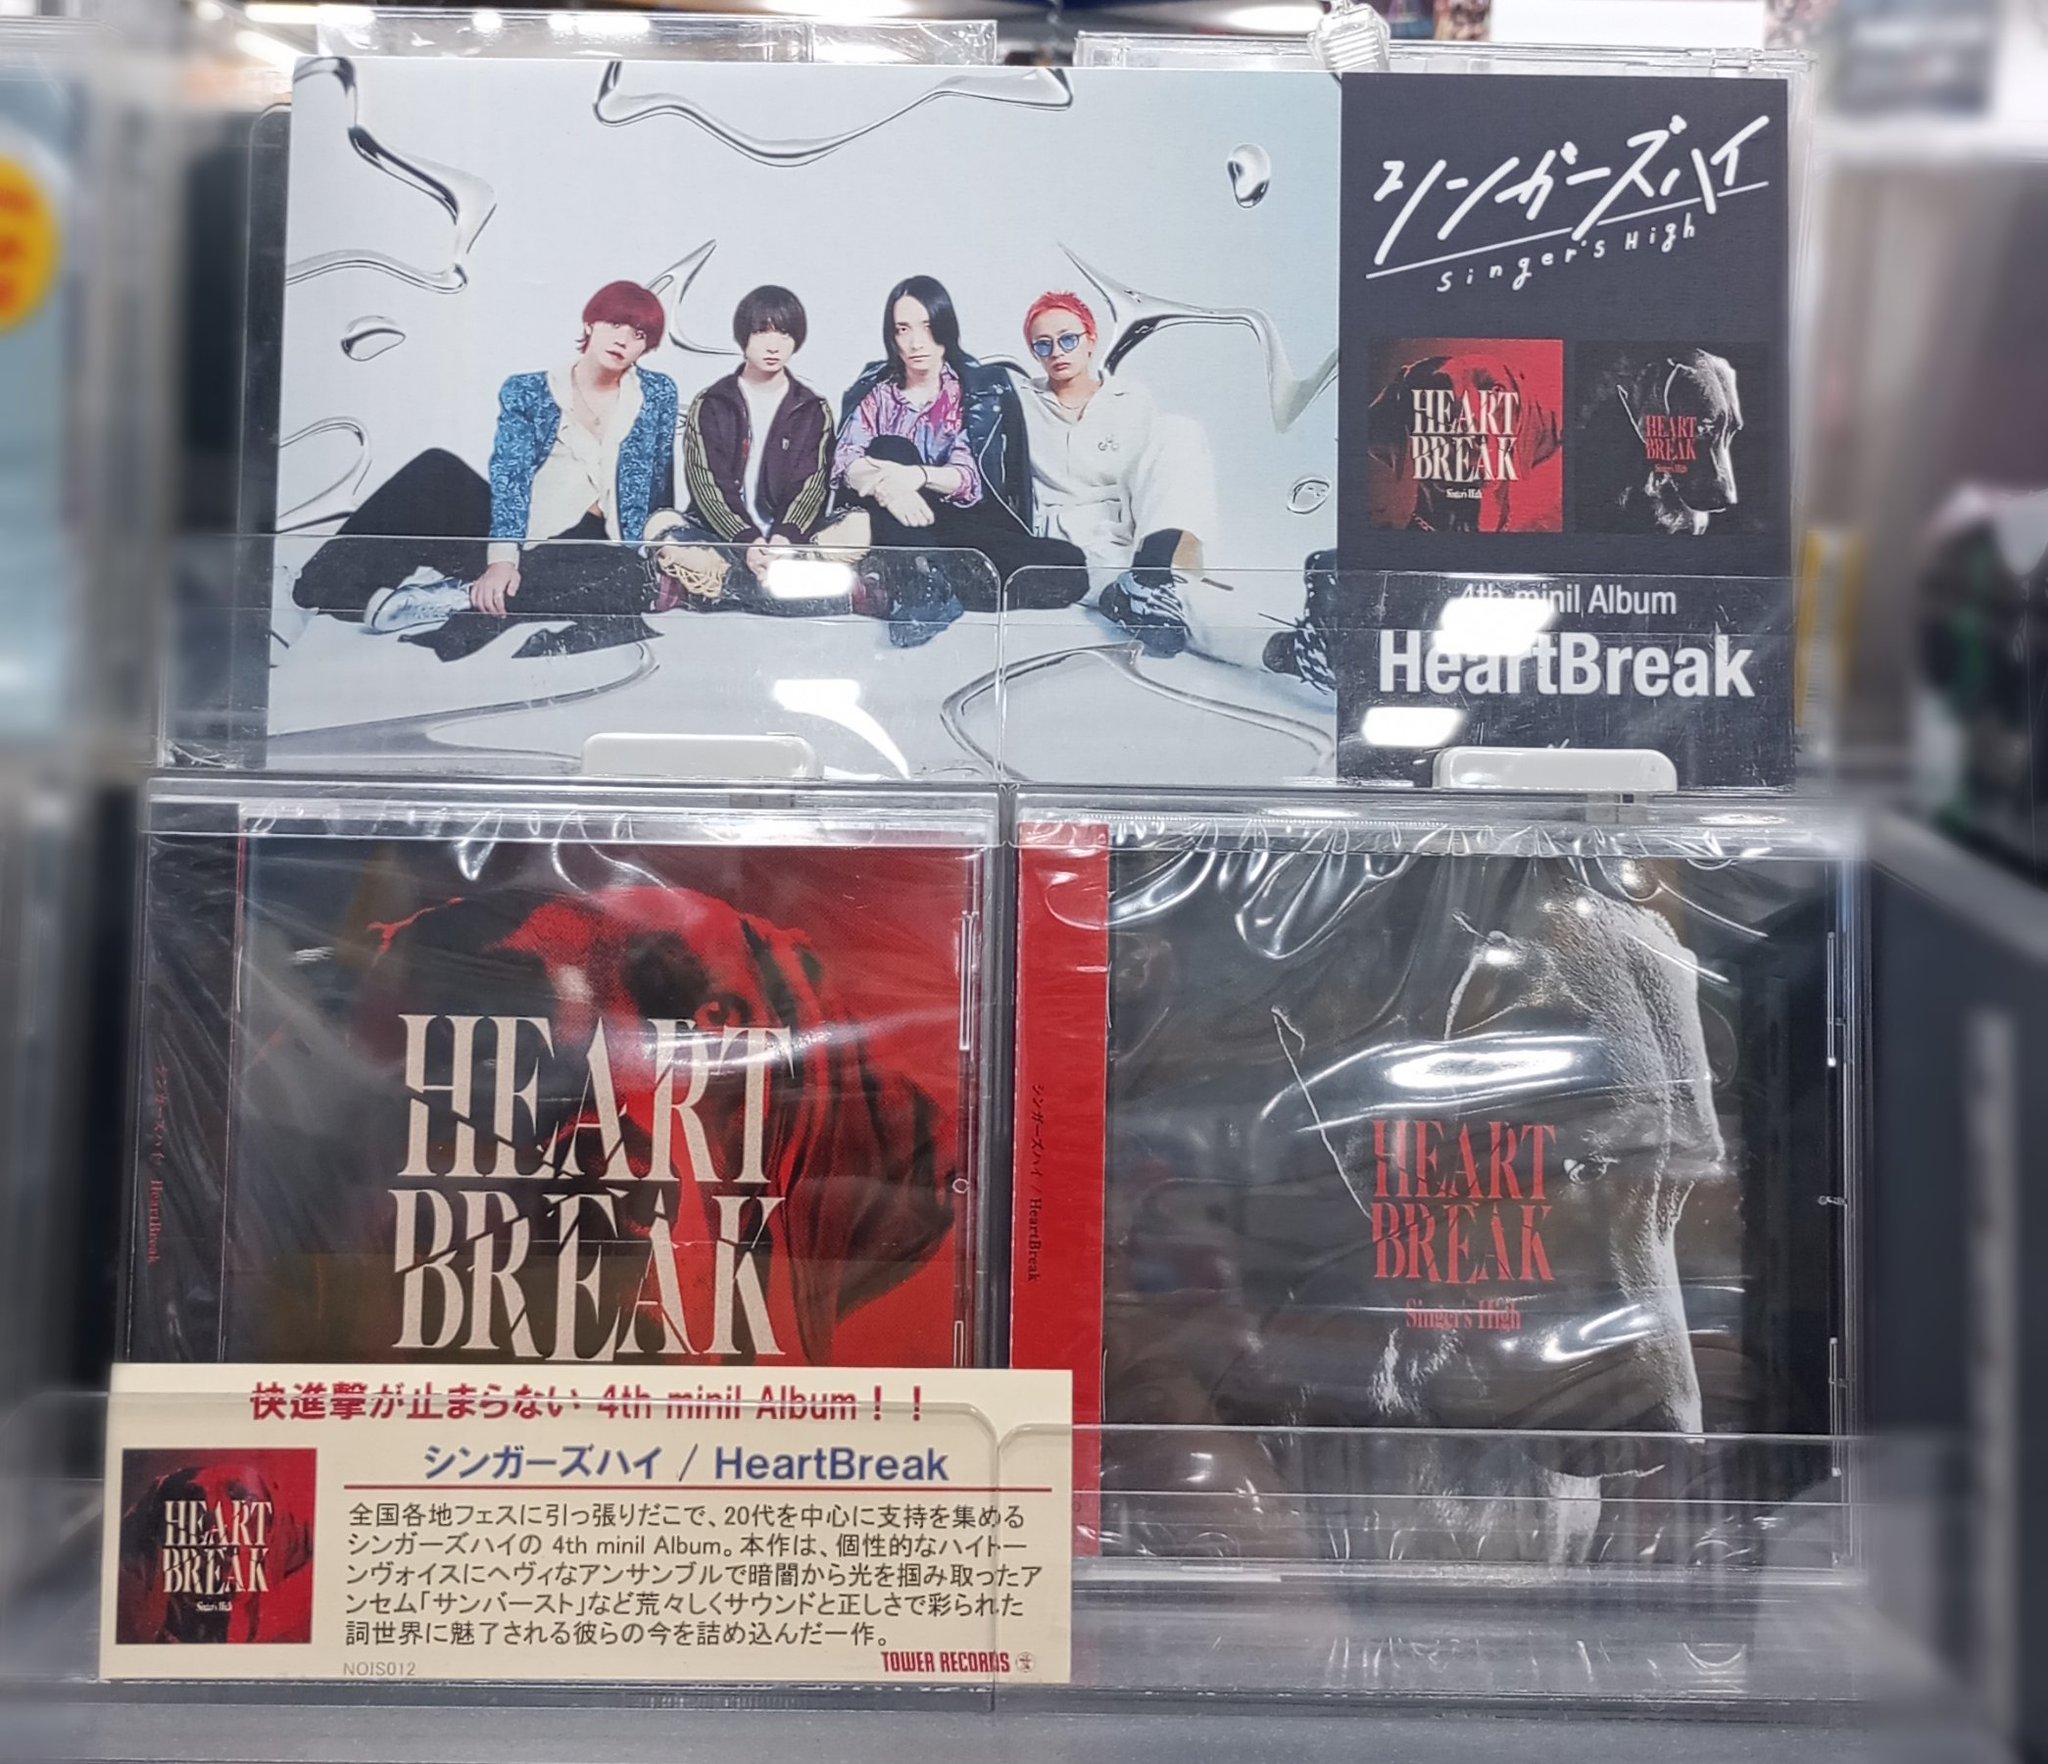 シンガーズハイ
Singer's High
HEART
BREAK
Singer's High
HEART
BREAK
Singer's High
4th minil Album
HeartBreak
シンガーズハイ / HeartBreak
HEART
BREAK
シンガーズハイ / HeartBreak
HEART
BREAK
Singer's High
快進撃が止まらない 4th minil Album！！
シンガーズハイ / HeartBreak
HEART
BREAK
Singer's High
全国各地フェスに引っ張りだこで、20代を中心に支持を集める
シンガーズハイの 4th minil Album。本作は、個性的なハイトー
ンヴォイスにヘヴィなアンサンブルで暗闇から光を掴み取ったア
ンセム「サンバースト」など荒々しくサウンドと正しさで彩られた
詞世界に魅了される彼らの今を詰め込んだ一作。
NOIS012
TOWER RECORDS